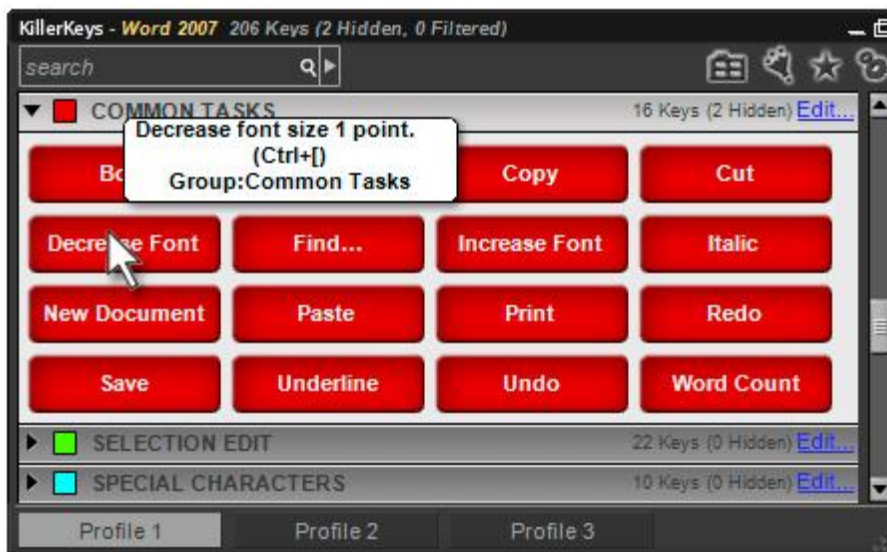 KillerKeys - Word 2007 206 Keys (2 Hidden, 0 Filtered)
search
COMMON TASKS 16 Keys (2 Hidden) Edit...
Decrease font size 1 point.
(Ctrl+[)
Group:Common Tasks
Copy Cut
Decrease Font Find... Increase Font Italic
New Document Paste Print Redo
Save Underline Undo Word Count
SELECTION EDIT 22 Keys (0 Hidden) Edit...
SPECIAL CHARACTERS 10 Keys (0 Hidden) Edit...
Profile 1 Profile 2 Profile 3